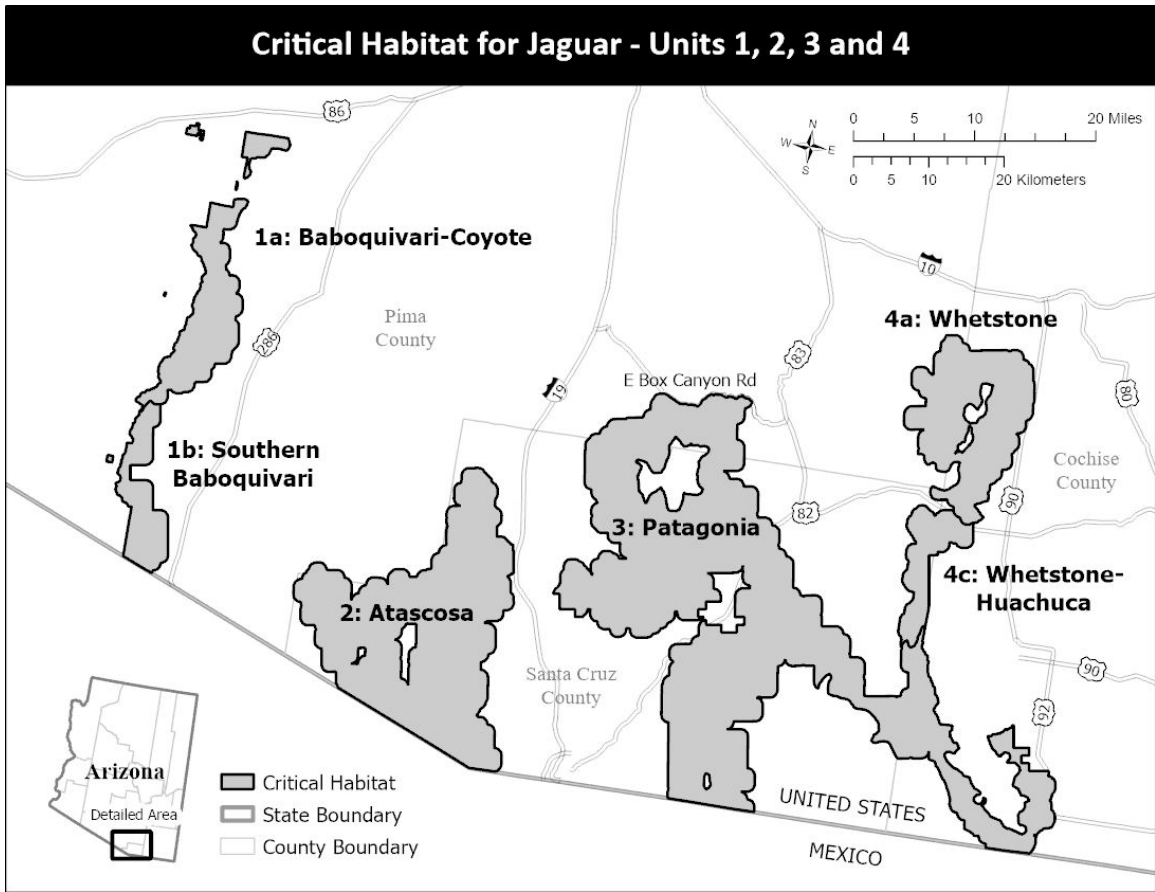 Critical Habitat for Jaguar - Units 1, 2, 3 and 4
86
N
W E
S
0 5 10 20 Miles
0 5 10 20 Kilometers
1a: Baboquivari-Coyote
10
4a: Whetstone
Pima
County
286
83
80
19
E Box Canyon Rd
1b: Southern
Baboquivari
Cochise
County
90
82
3: Patagonia
4c: Whetstone-
Huachuca
2: Atascosa
Santa Cruz
County
90
92
Arizona
Detailed Area
Critical Habitat
State Boundary
County Boundary
UNITED STATES
MEXICO